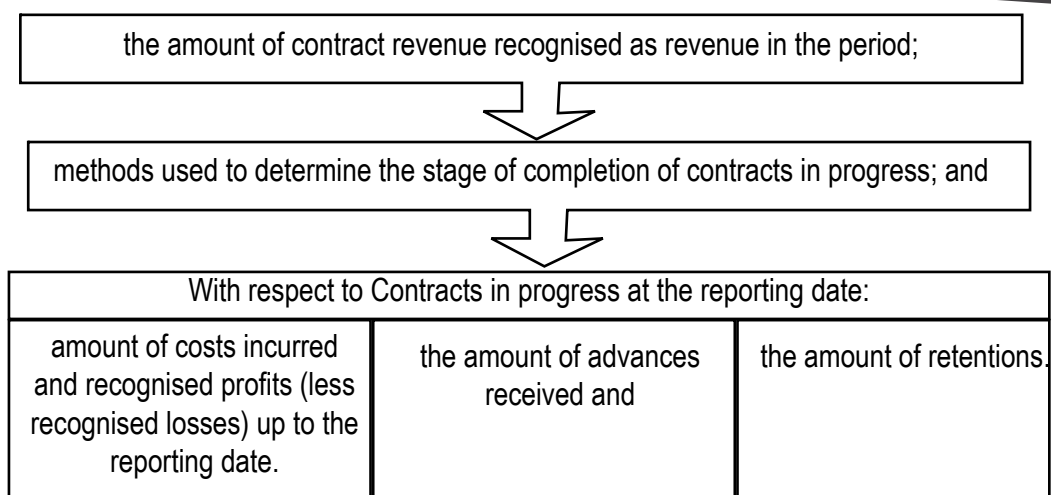 the amount of contract revenue recognised as revenue in the period;
methods used to determine the stage of completion of contracts in progress; and
With respect to Contracts in progress at the reporting date:
amount of costs incurred
and recognised profits (less
recognised losses) up to the
reporting date.
the amount of advances
received and
the amount of retentions.